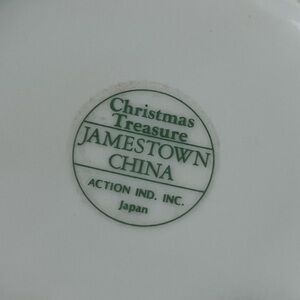 Christmas
Treasure
JAMESTOWN
CHINA
ACTION IND. INC.
Japan